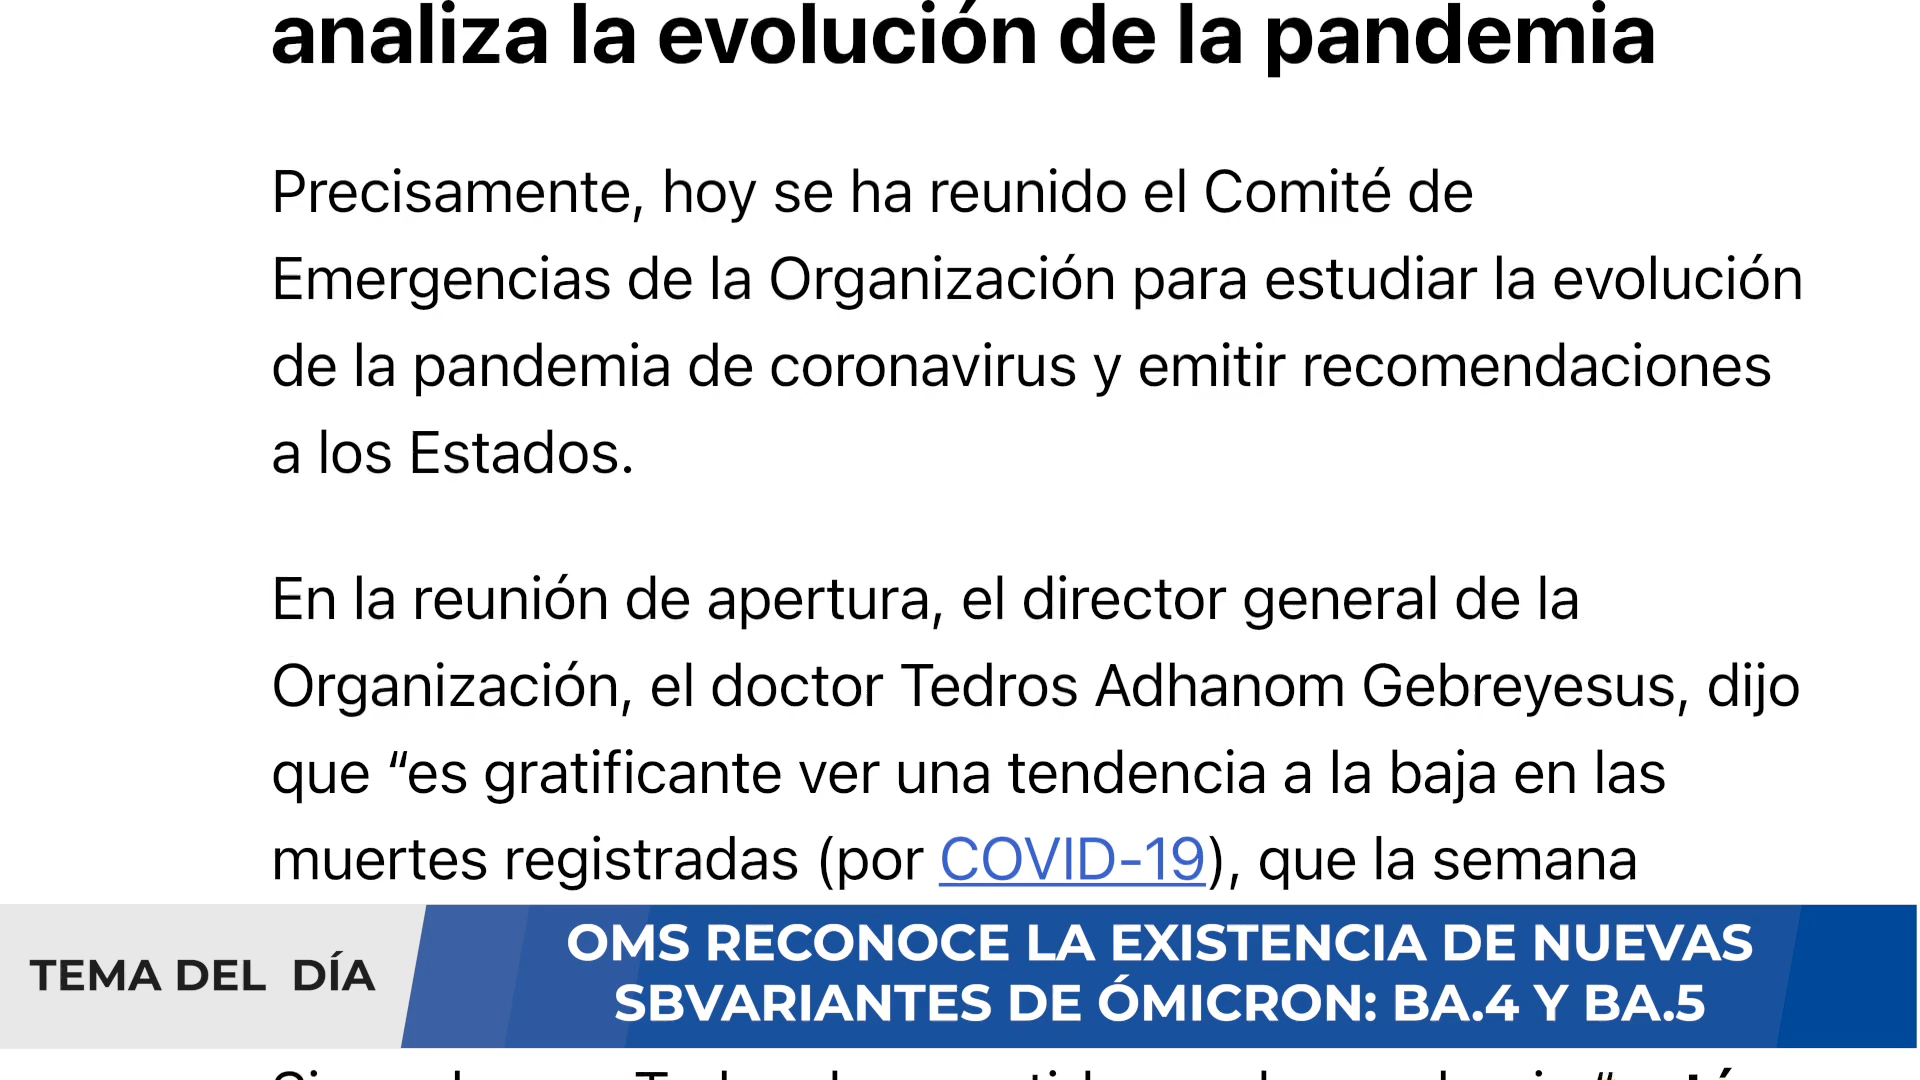 analiza la evolución de la pandemia
Precisamente, hoy se ha reunido el Comité de
Emergencias de la Organización para estudiar la evolución
de la pandemia de coronavirus y emitir recomendaciones
a los Estados.
En la reunión de apertura, el director general de la
Organización, el doctor Tedros Adhanom Gebreyesus, dijo
que “es gratificante ver una tendencia a la baja en las
muertes registradas (por COVID-19), que la semana
TEMA DEL DÍA
OMS RECONOCE LA EXISTENCIA DE NUEVAS
SBVARIANTES DE ÓMICRON: BA.4 Y BA.5